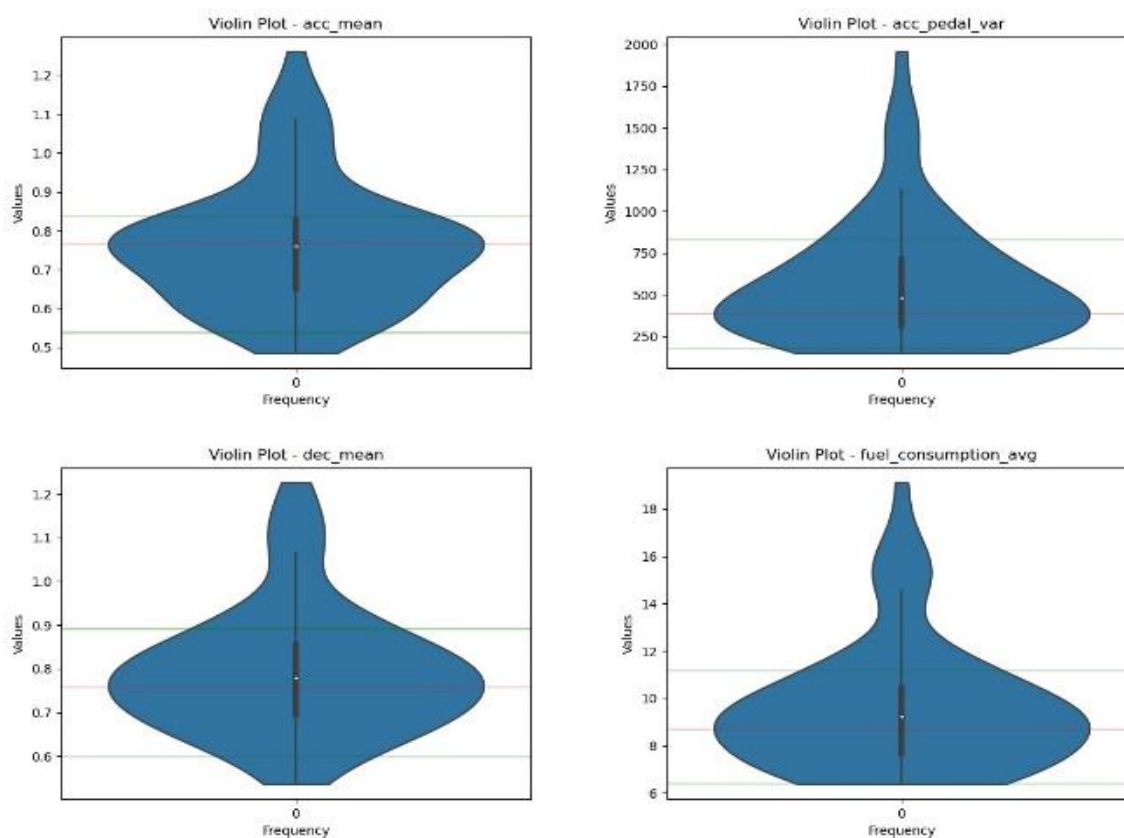 Violin Plot - acc_mean
1.2
1.1
1.0
0.9
0.8
0.7
0.6
0.5
Values
0
Frequency
Violin Plot - acc_pedal_var
2000
1750
1500
1250
1000
750
500
250
Values
0
Frequency
Violin Plot - dec_mean
1.2
1.1
1.0
0.9
0.8
0.7
0.6
Values
0
Frequency
Violin Plot - fuel_consumption_avg
18
16
14
12
10
8
6
Values
0
Frequency